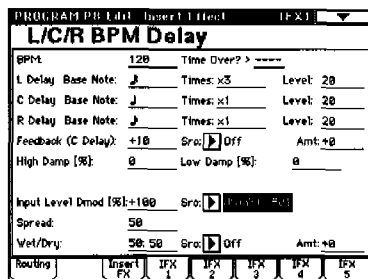 PROGRAM P8: Edit - Insert Effect IFX1
L/C/R BPM Delay
BPM: 120 Time Over? > ----
L Delay Base Note: ♪ Times: x3 Level: 20
C Delay Base Note: ♪ Times: x1 Level: 20
R Delay Base Note: ♪ Times: x1 Level: 20
Feedback (C Delay): +10 Src: Off Amt: +0
High Damp [%]: 0 Low Damp [%]: 0
Input Level Dmod [%]: +100 Src:
Spread: 50
Wet/Dry: 50: 50 Src: Off Amt: +0
Routing Insert FX IFX 1 IFX 2 IFX 3 IFX 4 IFX 5